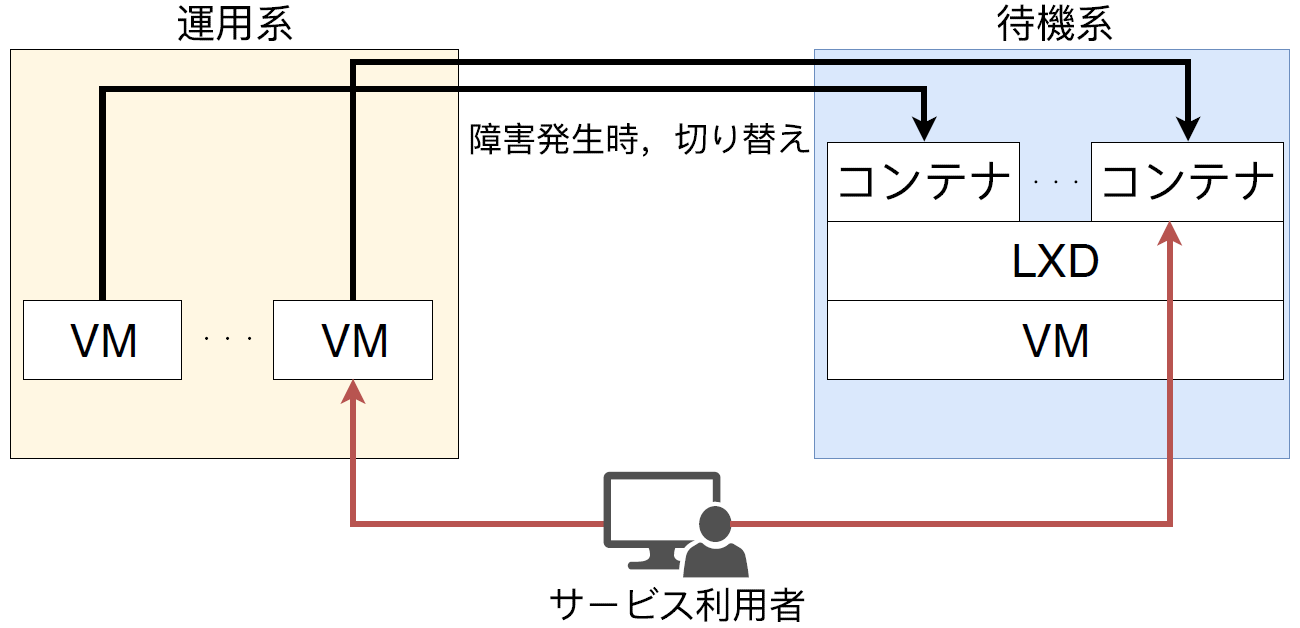 運用系
待機系
障害発生時，切り替え
コンテナ
・・・
コンテナ
LXD
VM
・・・
VM
VM
サービス利用者